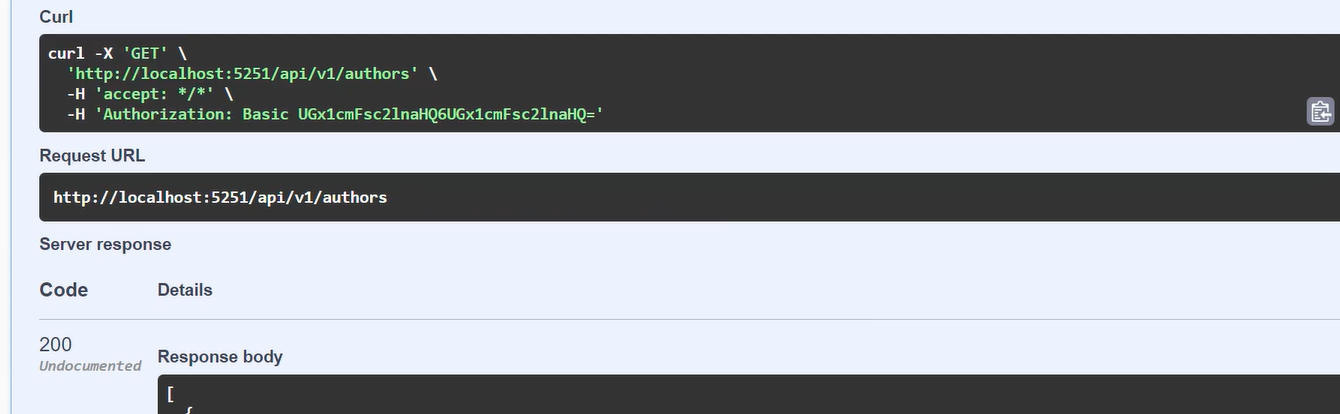 Curl
curl -X 'GET' \
'http://localhost:5251/api/v1/authors' \
-H 'accept: */*' \
-H 'Authorization: Basic UGx1cmFsc2lnaHQ6UGx1cmFsc2lnaHQ='
Request URL
http://localhost:5251/api/v1/authors
Server response
Code Details
200
Undocumented
Response body
[
{